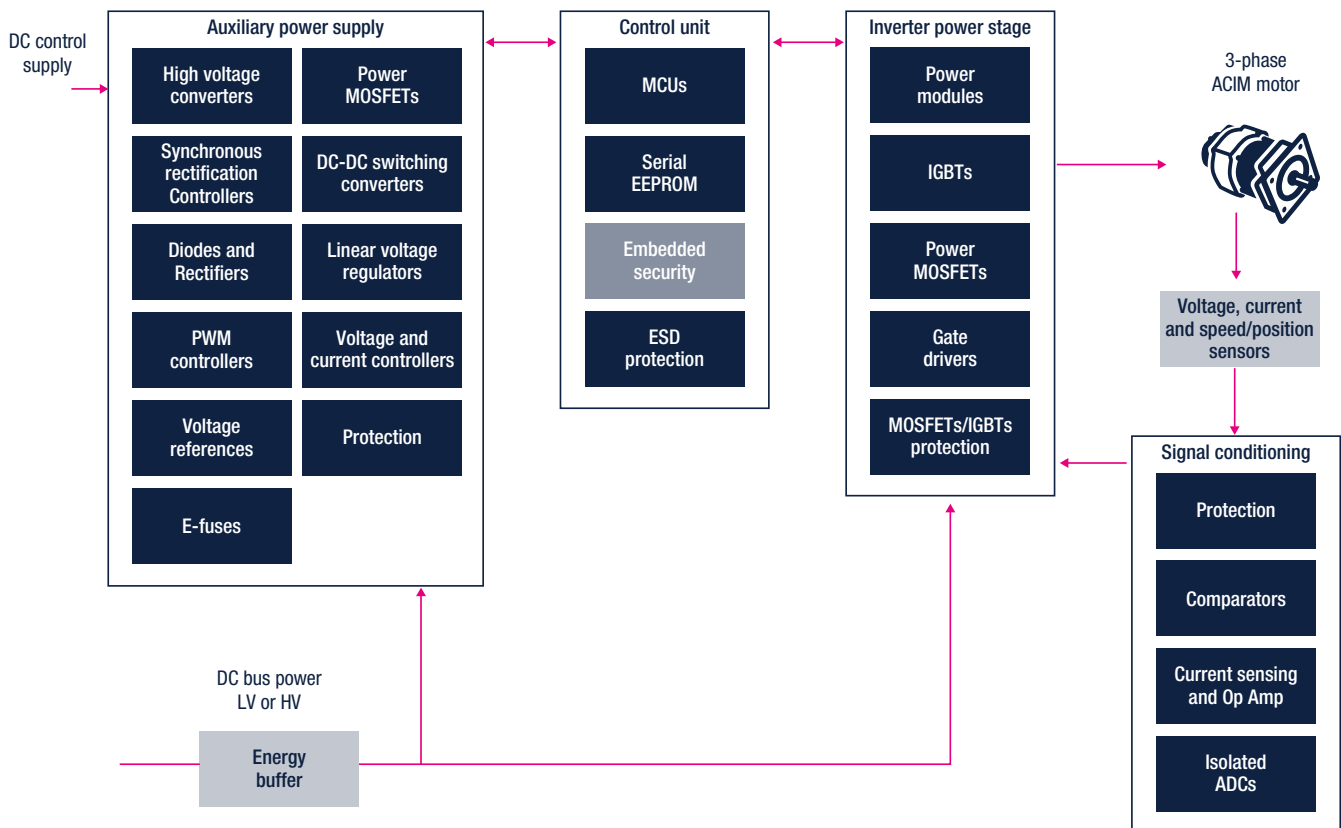 DC control
supply
Auxiliary power supply
High voltage
converters
Power
MOSFETs
Synchronous
rectification
Controllers
DC-DC switching
converters
Diodes and
Rectifiers
Linear voltage
regulators
PWM
controllers
Voltage and
current controllers
Voltage
references
Protection
E-fuses
Control unit
MCUs
Serial
EEPROM
Embedded
security
ESD
protection
Inverter power stage
Power
modules
IGBTs
Power
MOSFETs
Gate
drivers
MOSFETs/IGBTs
protection
3-phase
ACIM motor
Voltage, current
and speed/position
sensors
Signal conditioning
Protection
Comparators
Current sensing
and Op Amp
Isolated
ADCs
DC bus power
LV or HV
Energy
buffer